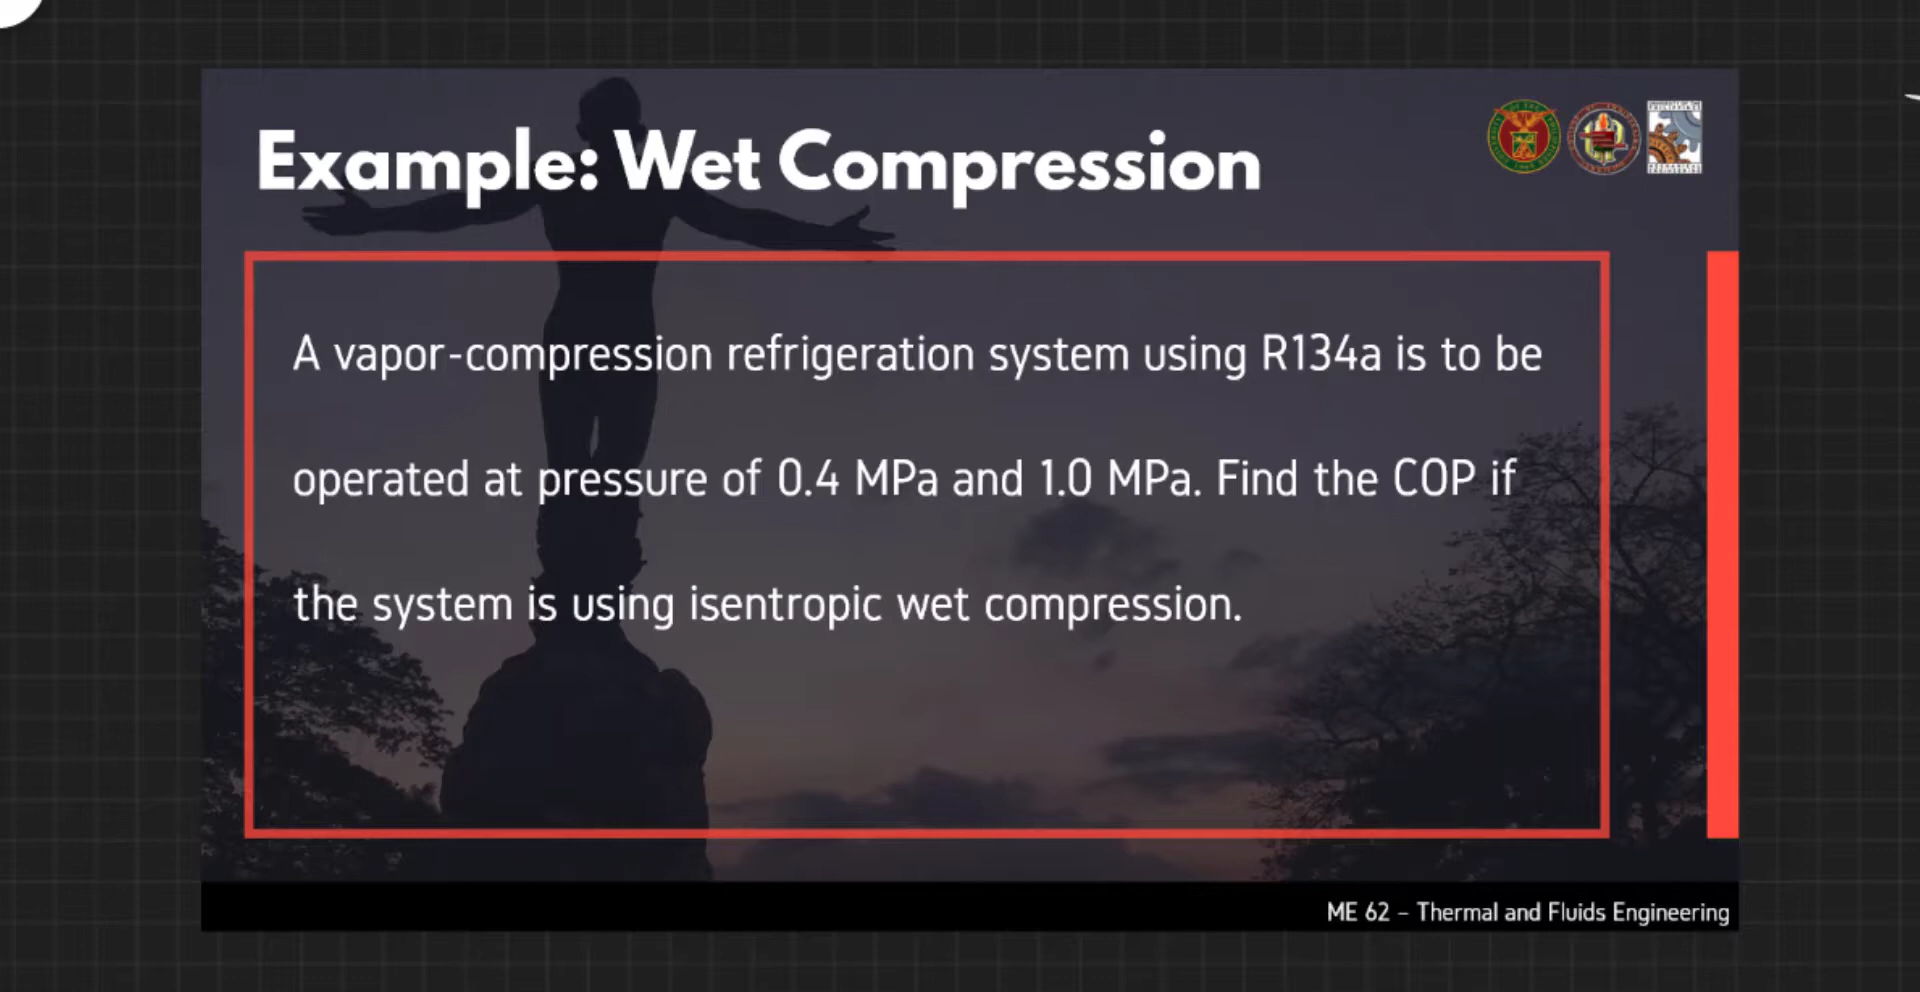 Example: Wet Compression
A vapor-compression refrigeration system using R134a is to be
operated at pressure of 0.4 MPa and 1.0 MPa. Find the COP if
the system is using isentropic wet compression.
ME 62 – Thermal and Fluids Engineering